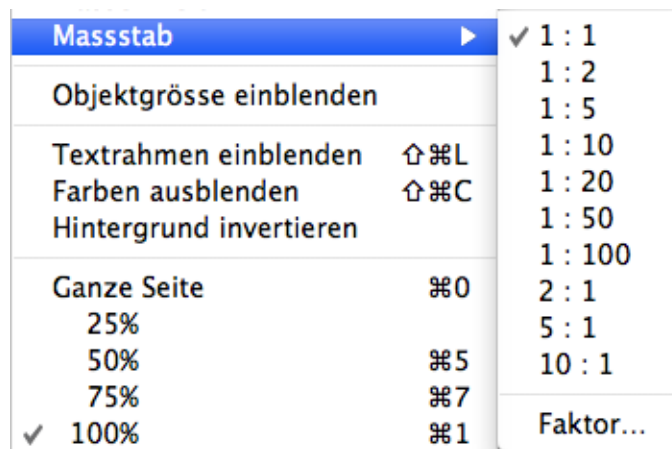 Massstab ▶
Objektgrösse einblenden
Textrahmen einblenden ⇧⌘L
Farben ausblenden ⇧⌘C
Hintergrund invertieren
Ganze Seite ⌘0
25%
50% ⌘5
75% ⌘7
✓ 100% ⌘1
✓ 1 : 1
1 : 2
1 : 5
1 : 10
1 : 20
1 : 50
1 : 100
2 : 1
5 : 1
10 : 1
Faktor...